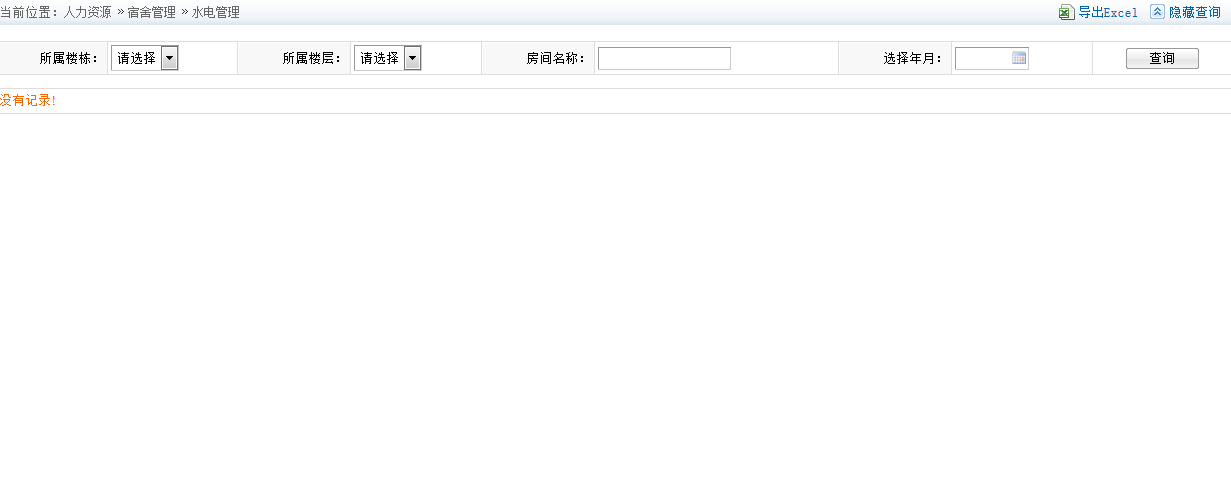 当前位置：人力资源 » 宿舍管理 » 水电管理 导出Excel 隐藏查询
所属楼栋： 请选择 所属楼层： 请选择 房间名称： 选择年月： 查询
没有记录!